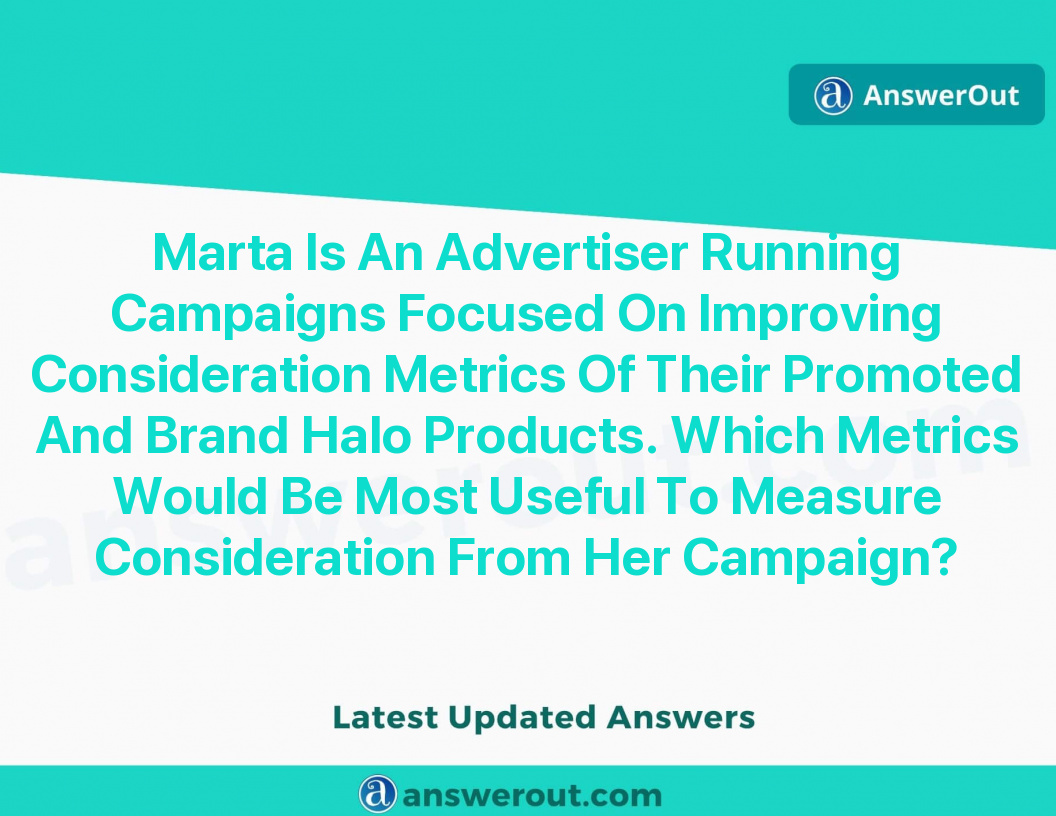 AnswerOut
Marta Is An Advertiser Running
Campaigns Focused On Improving
Consideration Metrics Of Their Promoted
And Brand Halo Products. Which Metrics
Would Be Most Useful To Measure
Consideration From Her Campaign?
answerout.com
Latest Updated Answers
answerout.com